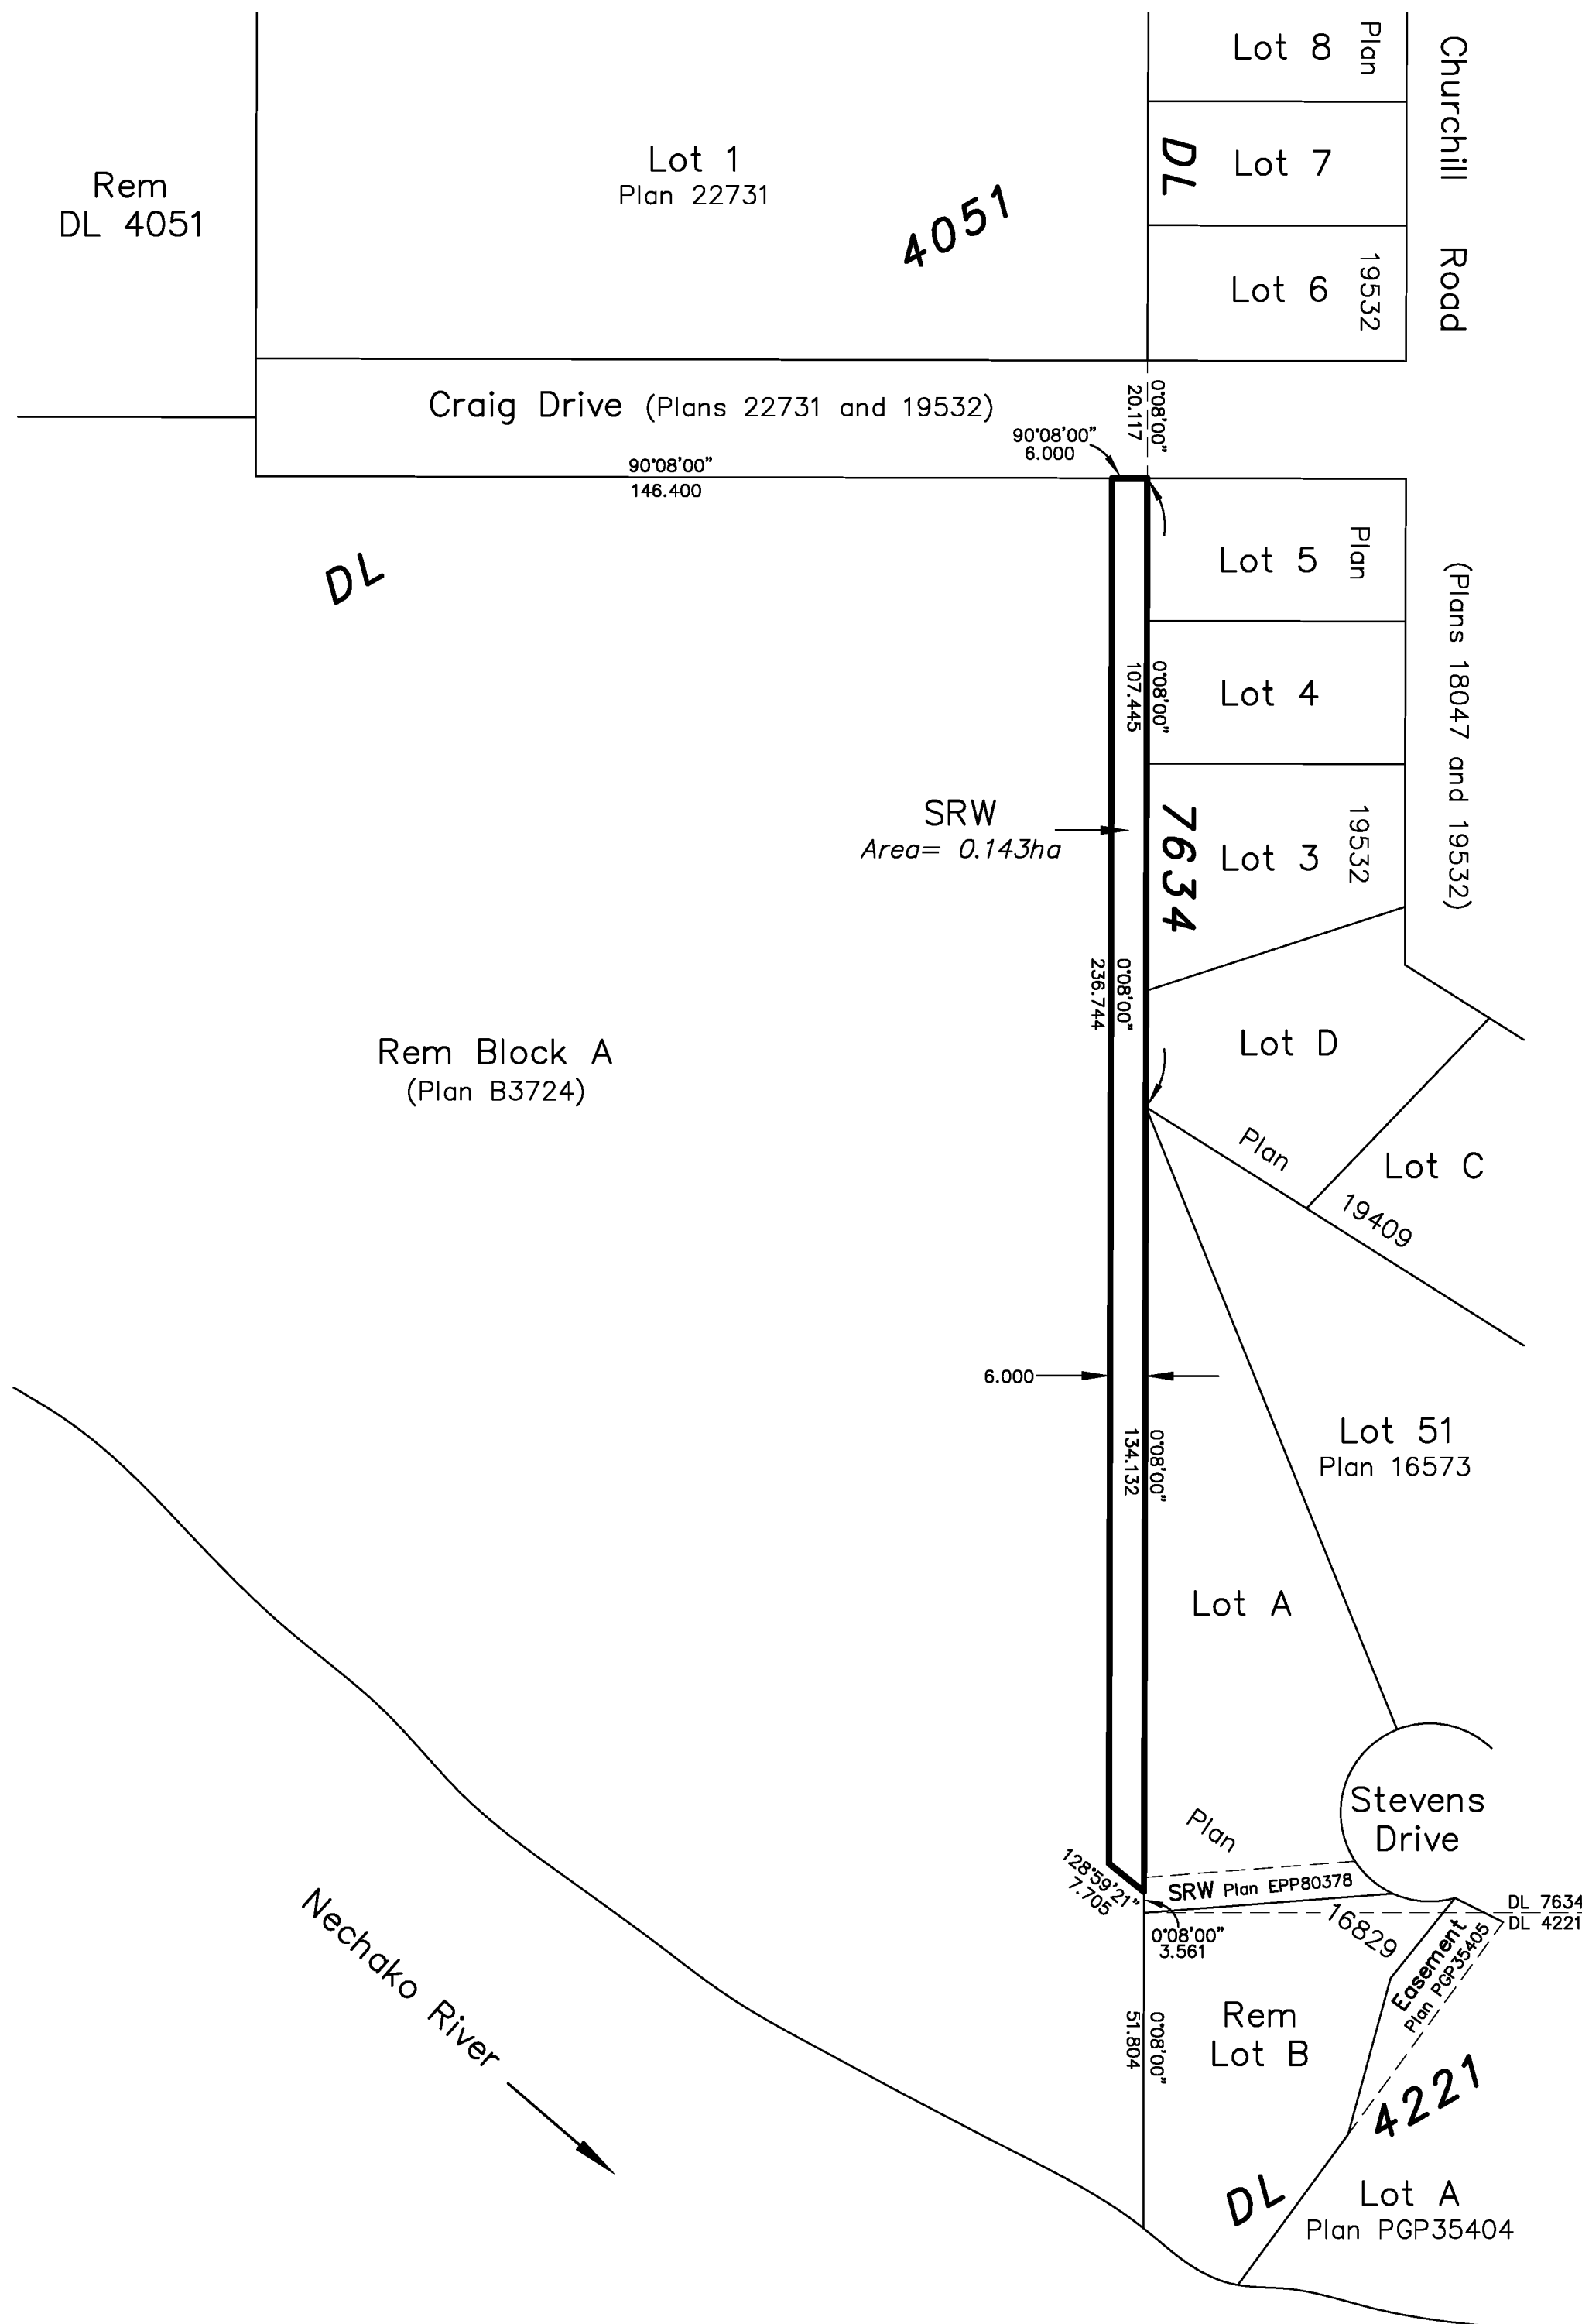 Lot 8
Plan
Churchill Road
Rem
DL 4051
Lot 1
Plan 22731
4051
DL
Lot 7
Lot 6
19532
Craig Drive (Plans 22731 and 19532)
0°08'00"
20.117
90°08'00"
6.000
90°08'00"
146.400
DL
Lot 5
Plan
(Plans 18047 and 19532)
0°08'00"
107.445
Lot 4
SRW
Area= 0.143ha
7634
Lot 3
19532
0°08'00"
236.744
Rem Block A
(Plan B3724)
Lot D
Plan
Lot C
19409
6.000
0°08'00"
134.132
Lot 51
Plan 16573
Lot A
Stevens
Drive
Plan
128°59'21"
7.705
SRW Plan EPP80378
DL 7634
DL 4221
16829
0°08'00"
3.561
Easement
Plan PGP35405
Nechako River
0°08'00"
51.804
Rem
Lot B
4221
DL
Lot A
Plan PGP35404